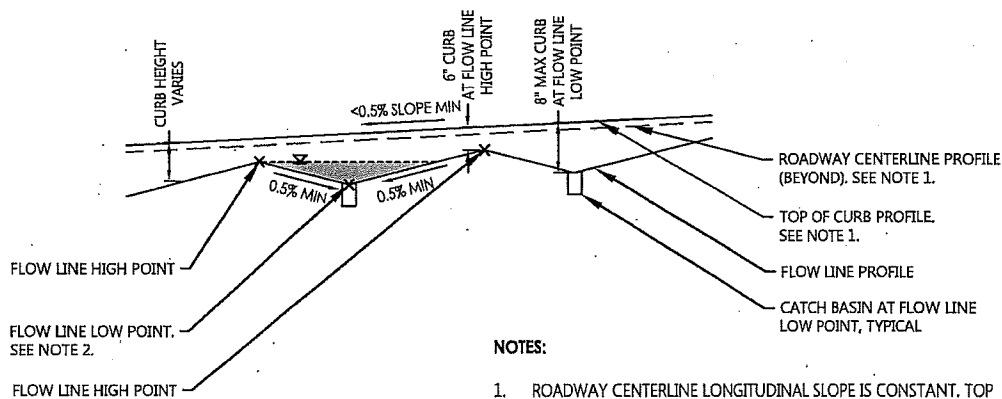 CURB HEIGHT
VARIES
6" CURB
AT FLOW LINE
HIGH POINT
8" MAX CURB
AT FLOW LINE
LOW POINT
<0.5% SLOPE MIN
0.5% MIN
0.5% MIN
ROADWAY CENTERLINE PROFILE
(BEYOND). SEE NOTE 1.
TOP OF CURB PROFILE.
SEE NOTE 1.
FLOW LINE PROFILE
CATCH BASIN AT FLOW LINE
LOW POINT, TYPICAL
FLOW LINE HIGH POINT
FLOW LINE LOW POINT.
SEE NOTE 2.
FLOW LINE HIGH POINT
NOTES:
1. ROADWAY CENTERLINE LONGITUDINAL SLOPE IS CONSTANT. TOP